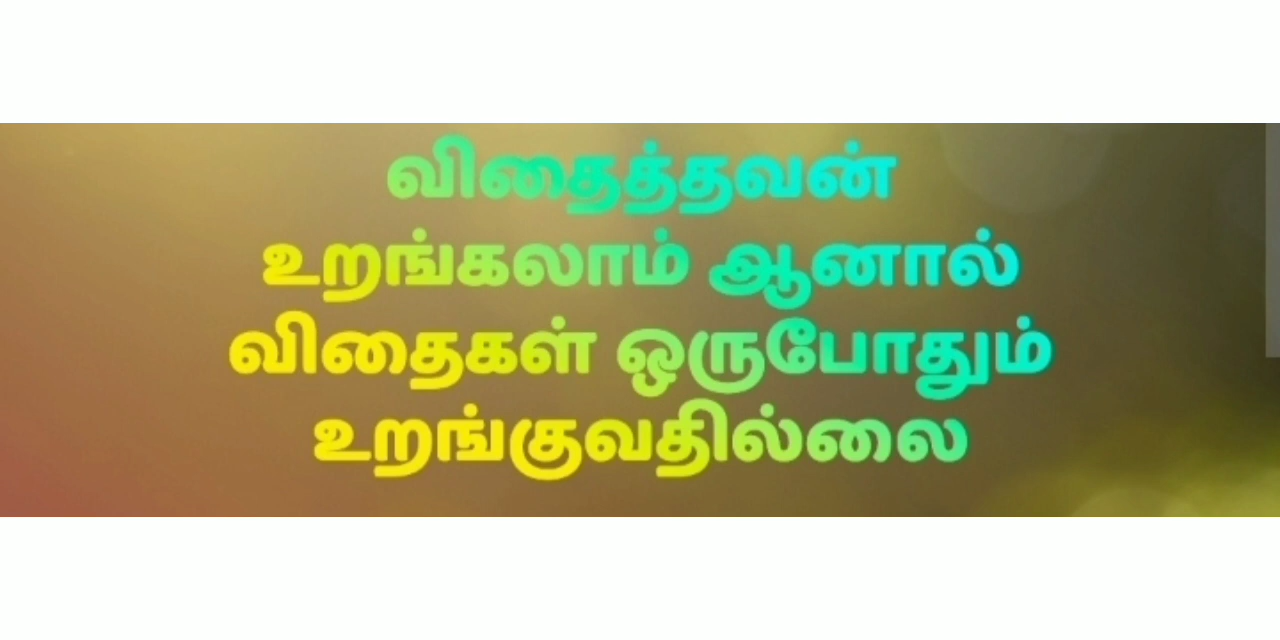 விதைத்தவன்
உறங்கலாம் ஆனால்
விதைகள் ஒருபோதும்
உறங்குவதில்லை